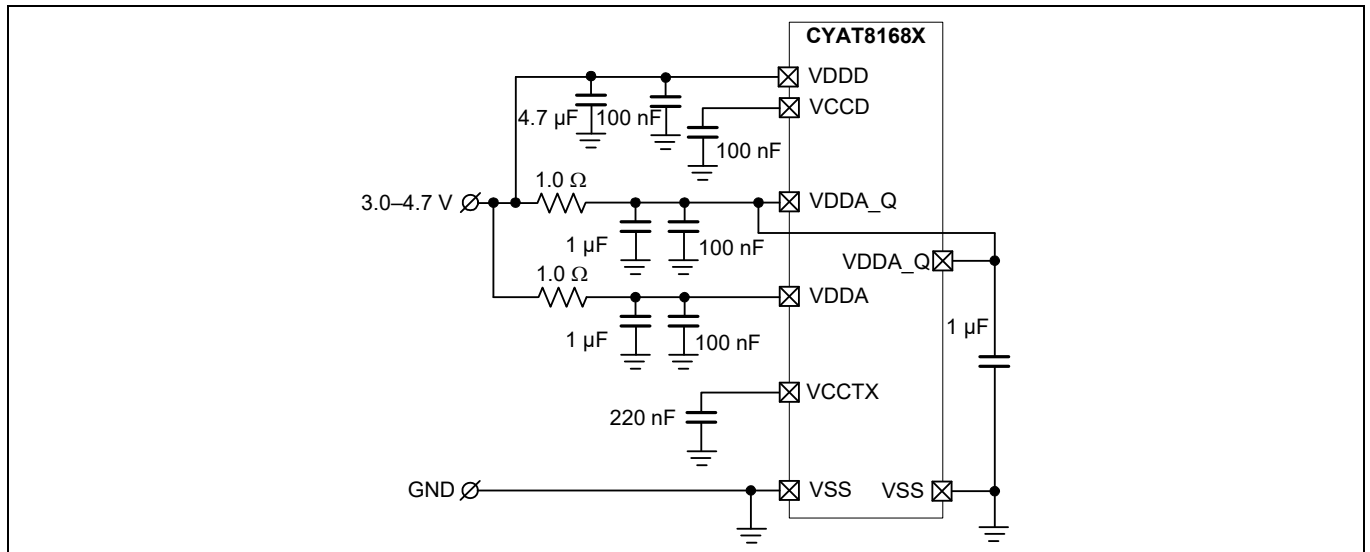 CYAT8168X
VDDD
VCCD
4.7 µF 100 nF
100 nF
1.0 Ω
3.0–4.7 V
VDDA_Q
1 µF
100 nF
VDDA_Q
1.0 Ω
VDDA
1 µF
1 µF
100 nF
VCCTX
220 nF
GND
VSS
VSS